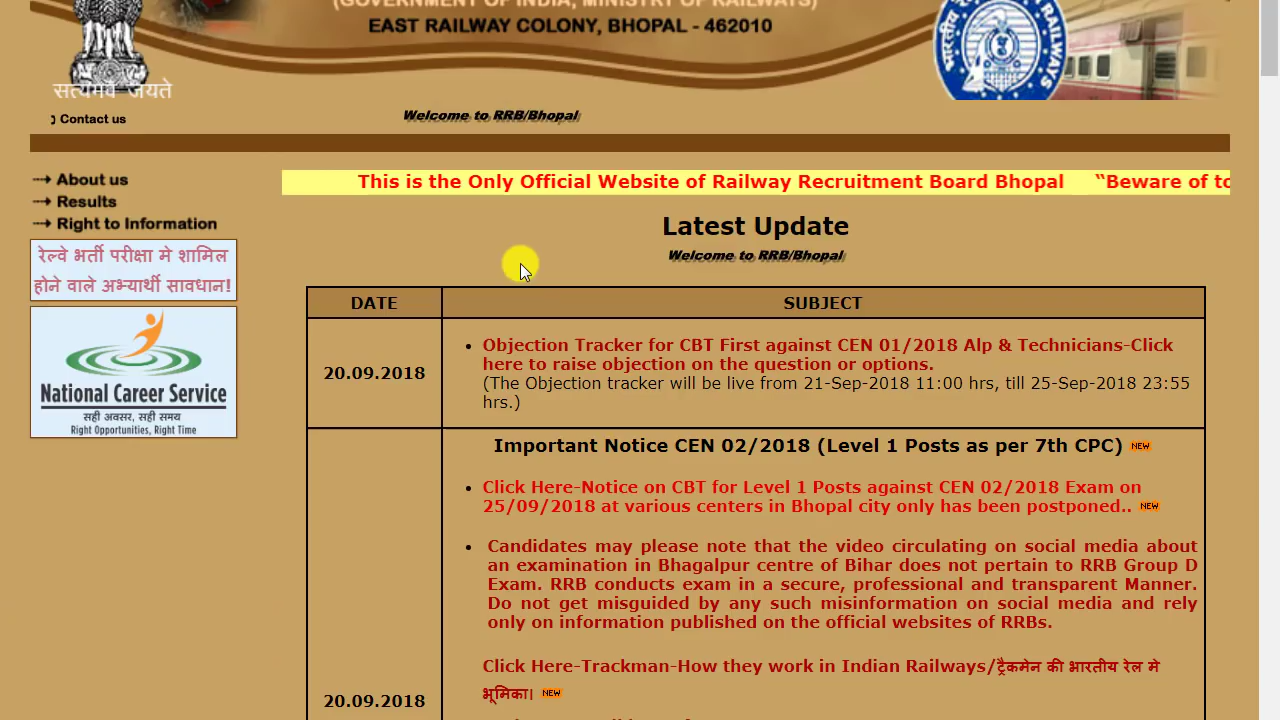 (GOVERNMENT OF INDIA, MINISTRY OF RAILWAYS)
EAST RAILWAY COLONY, BHOPAL - 462010
सत्यमेव जयते
Contact us
Welcome to RRB/Bhopal
About us
Results
Right to Information
रेल्वे भर्ती परीक्षा मे शामिल
होने वाले अभ्यार्थी सावधान!
National Career Service
सही अवसर, सही समय
Right Opportunities, Right Time
This is the Only Official Website of Railway Recruitment Board Bhopal “Beware of to
Latest Update
Welcome to RRB/Bhopal
DATE SUBJECT
20.09.2018
Objection Tracker for CBT First against CEN 01/2018 Alp & Technicians-Click
here to raise objection on the question or options.
(The Objection tracker will be live from 21-Sep-2018 11:00 hrs, till 25-Sep-2018 23:55
hrs.)
Important Notice CEN 02/2018 (Level 1 Posts as per 7th CPC) NEW
Click Here-Notice on CBT for Level 1 Posts against CEN 02/2018 Exam on
25/09/2018 at various centers in Bhopal city only has been postponed.. NEW
Candidates may please note that the video circulating on social media about
an examination in Bhagalpur centre of Bihar does not pertain to RRB Group D
Exam. RRB conducts exam in a secure, professional and transparent Manner.
Do not get misguided by any such misinformation on social media and rely
only on information published on the official websites of RRBs.
Click Here-Trackman-How they work in Indian Railways/ट्रैकमेन की भारतीय रेल मे
भूमिका। NEW
20.09.2018